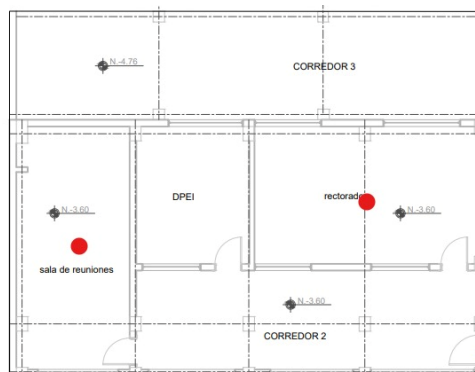 N.-4.76
CORREDOR 3
DPEI
rectorado
N.-3.60
N.-3.60
sala de reuniones
N.-3.60
CORREDOR 2